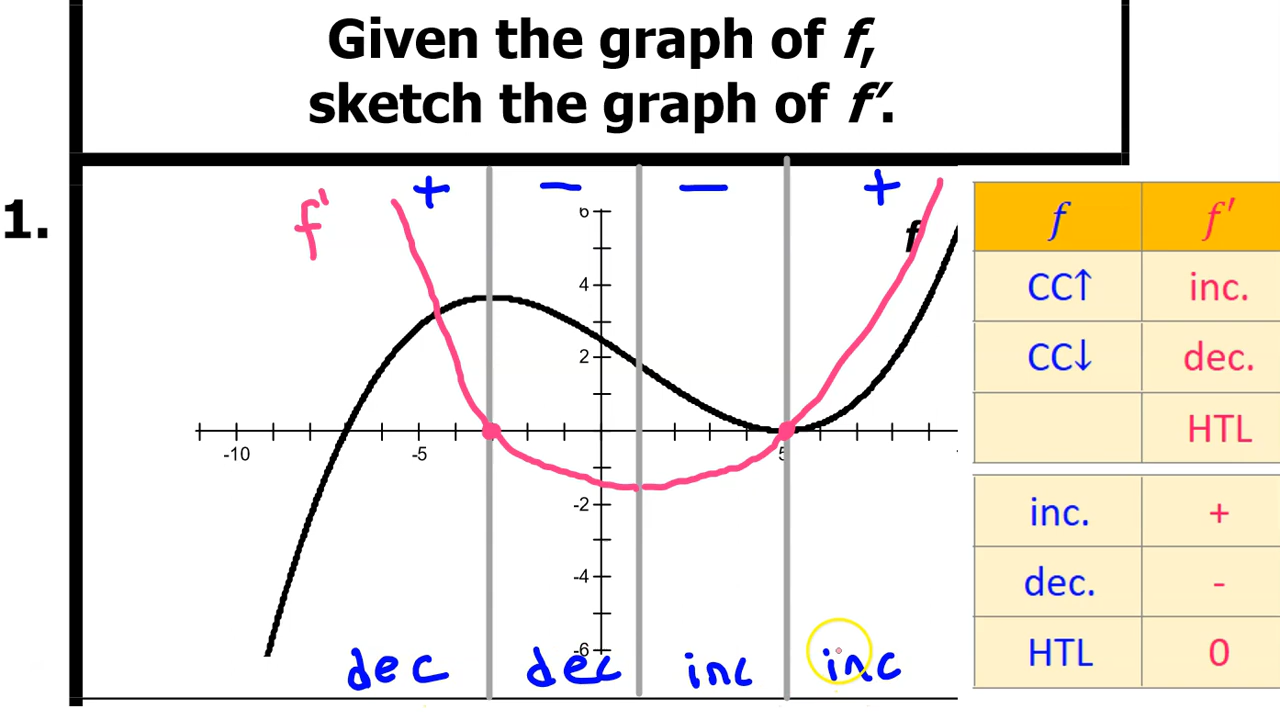 Given the graph of f,
sketch the graph of f′.
1.
+ − − +
f'
f
6
4
2
-10 -5 5
-2
-4
-6
dec dec inc inc
f f′
CC↑ inc.
CC↓ dec.
HTL
inc. +
dec. -
HTL 0